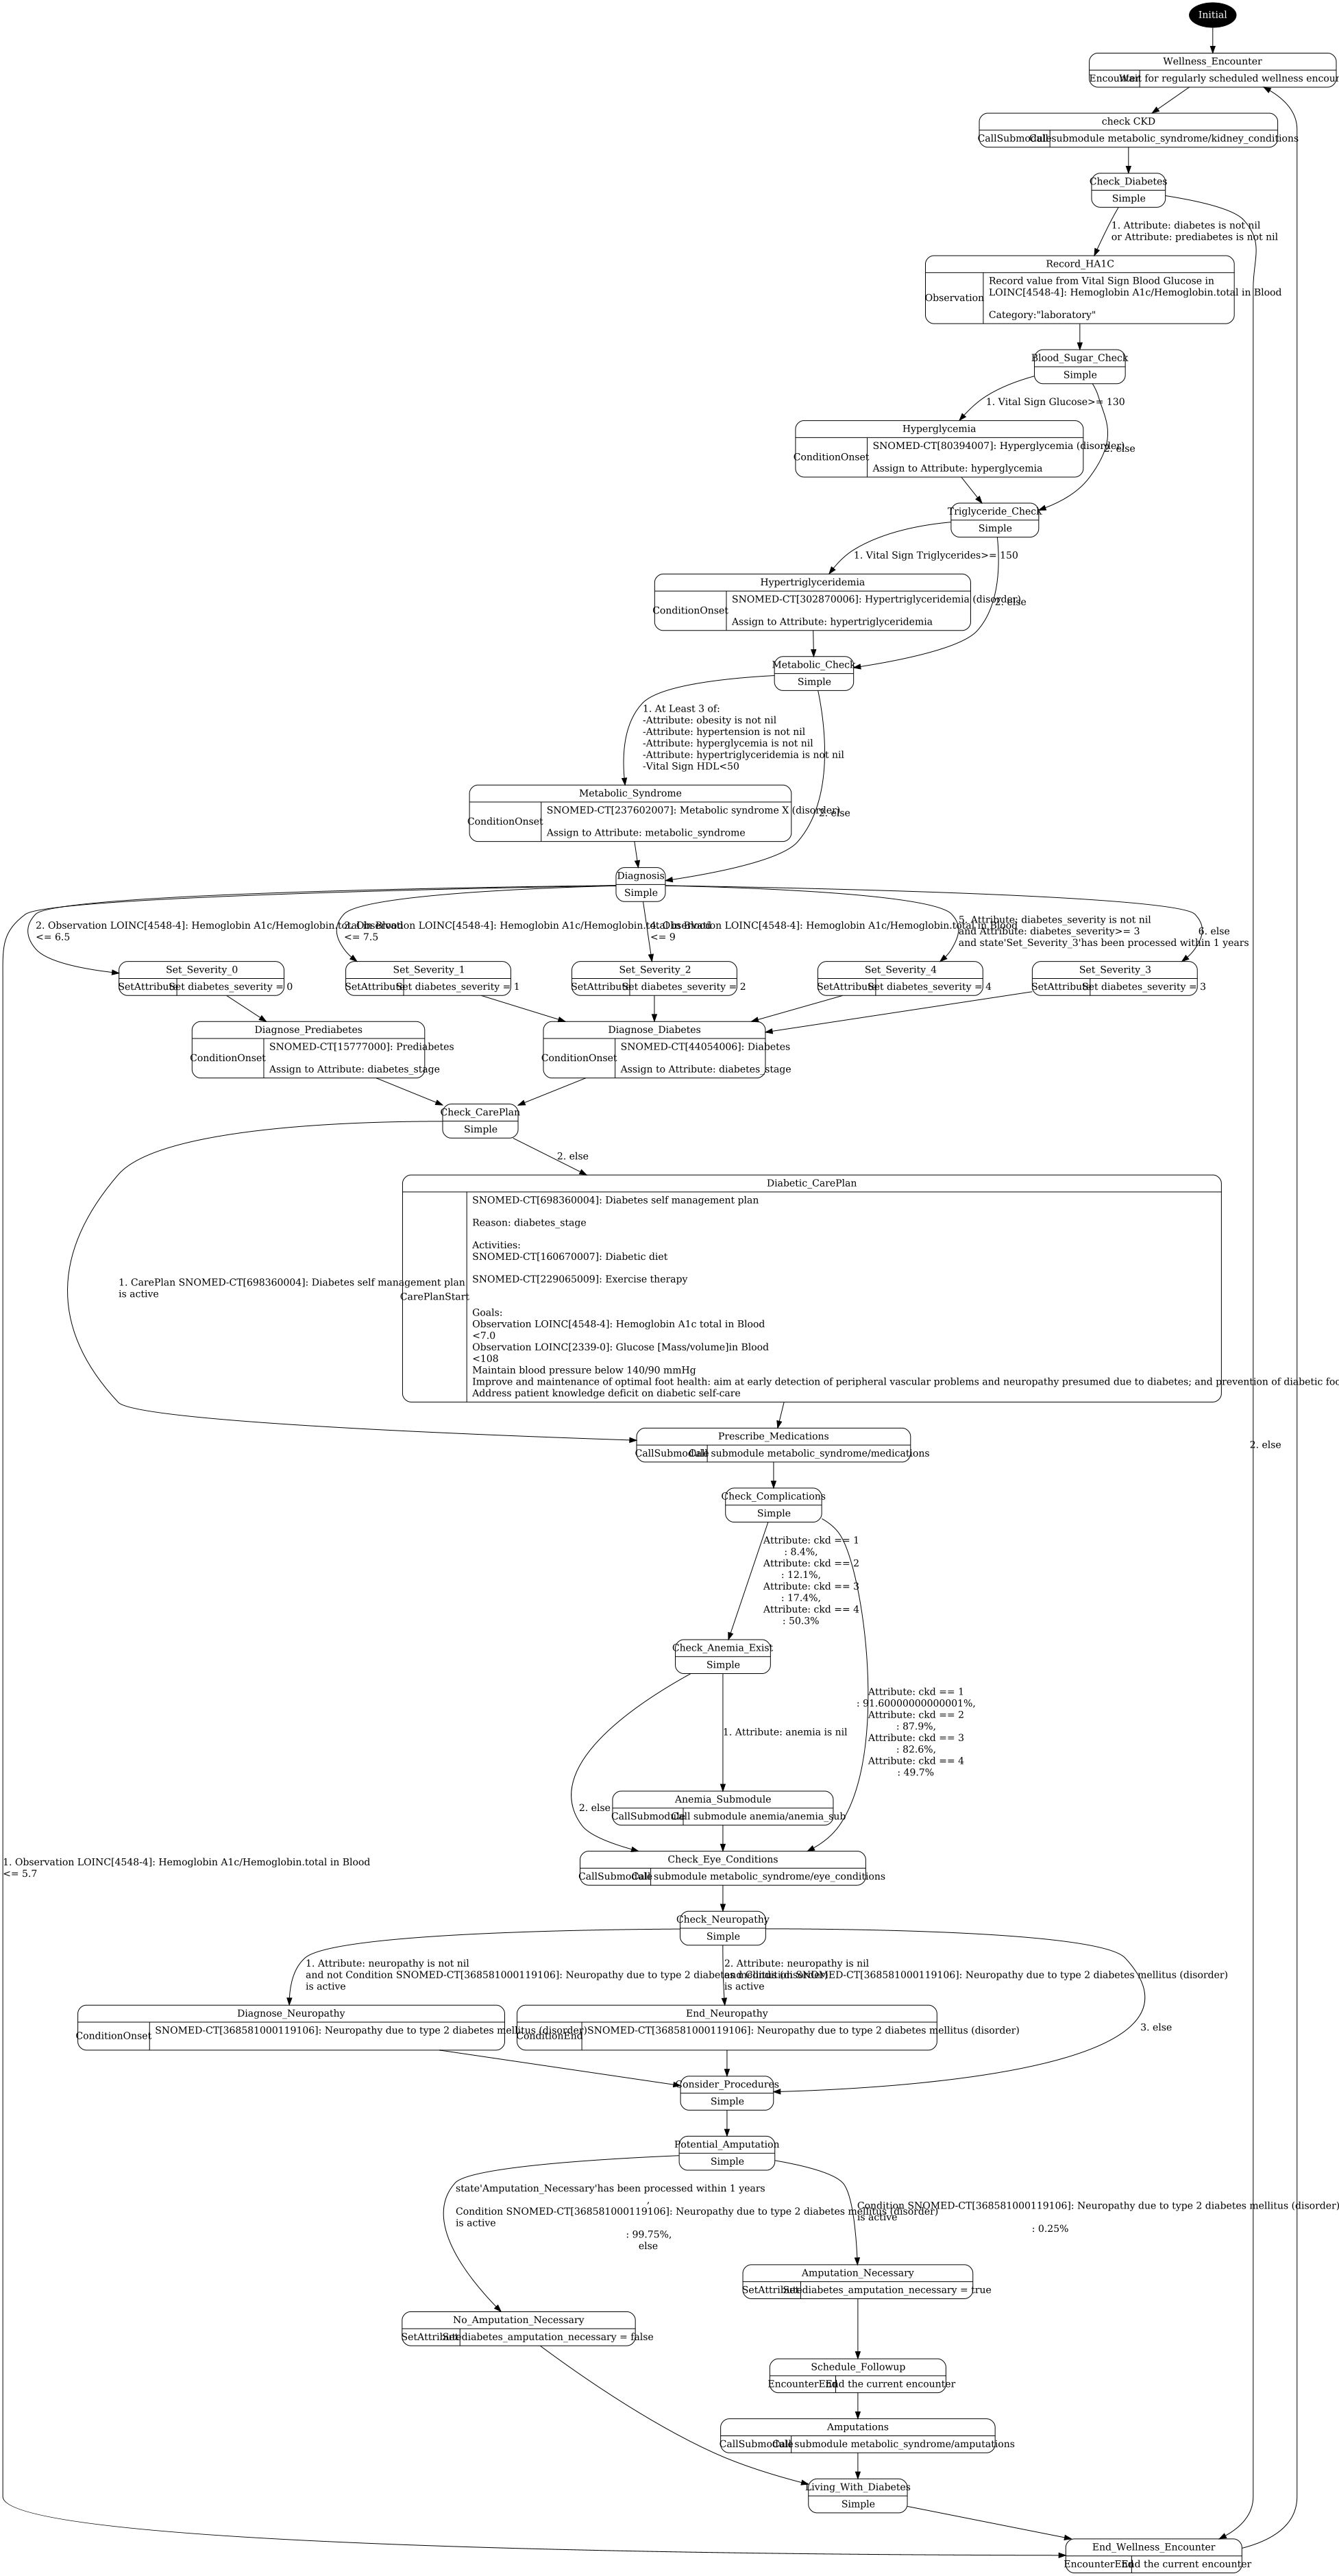 Initial
Wellness_Encounter
Encounter
Wait for regularly scheduled wellness encour
check CKD
CallSubmodule
Call submodule metabolic_syndrome/kidney_conditions
Check_Diabetes
Simple
1. Attribute: diabetes is not nil
or Attribute: prediabetes is not nil
Record_HA1C
Observation
Record value from Vital Sign Blood Glucose in
LOINC[4548-4]: Hemoglobin A1c/Hemoglobin.total in Blood
Category:"laboratory"
Blood_Sugar_Check
Simple
1. Vital Sign Glucose>= 130
Hyperglycemia
ConditionOnset
SNOMED-CT[80394007]: Hyperglycemia (disorder)
Assign to Attribute: hyperglycemia
2. else
Triglyceride_Check
Simple
1. Vital Sign Triglycerides>= 150
Hypertriglyceridemia
ConditionOnset
SNOMED-CT[302870006]: Hypertriglyceridemia (disorder)
Assign to Attribute: hypertriglyceridemia
2. else
Metabolic_Check
Simple
1. At Least 3 of:
-Attribute: obesity is not nil
-Attribute: hypertension is not nil
-Attribute: hyperglycemia is not nil
-Attribute: hypertriglyceridemia is not nil
-Vital Sign HDL<50
Metabolic_Syndrome
ConditionOnset
SNOMED-CT[237602007]: Metabolic syndrome X (disorder)
Assign to Attribute: metabolic_syndrome
2. else
Diagnosis
Simple
2. Observation LOINC[4548-4]: Hemoglobin A1c/Hemoglobin.total in Blood
<= 6.5
3. Observation LOINC[4548-4]: Hemoglobin A1c/Hemoglobin.total in Blood
<= 7.5
4. Observation LOINC[4548-4]: Hemoglobin A1c/Hemoglobin.total in Blood
<= 9
5. Attribute: diabetes_severity is not nil
and Attribute: diabetes_severity>= 3
and state'Set_Severity_3'has been processed within 1 years
6. else
Set_Severity_0
SetAttribute
Set diabetes_severity = 0
Set_Severity_1
SetAttribute
Set diabetes_severity = 1
Set_Severity_2
SetAttribute
Set diabetes_severity = 2
Set_Severity_4
SetAttribute
Set diabetes_severity = 4
Set_Severity_3
SetAttribute
Set diabetes_severity = 3
Diagnose_Prediabetes
ConditionOnset
SNOMED-CT[15777000]: Prediabetes
Assign to Attribute: diabetes_stage
Diagnose_Diabetes
ConditionOnset
SNOMED-CT[44054006]: Diabetes
Assign to Attribute: diabetes_stage
Check_CarePlan
Simple
2. else
1. CarePlan SNOMED-CT[698360004]: Diabetes self management plan
is active
Diabetic_CarePlan
CarePlanStart
SNOMED-CT[698360004]: Diabetes self management plan
Reason: diabetes_stage
Activities:
SNOMED-CT[160670007]: Diabetic diet
SNOMED-CT[229065009]: Exercise therapy
Goals:
Observation LOINC[4548-4]: Hemoglobin A1c total in Blood
<7.0
Observation LOINC[2339-0]: Glucose [Mass/volume]in Blood
<108
Maintain blood pressure below 140/90 mmHg
Improve and maintenance of optimal foot health: aim at early detection of peripheral vascular problems and neuropathy presumed due to diabetes; and prevention of diabetic foo
Address patient knowledge deficit on diabetic self-care
2. else
Prescribe_Medications
CallSubmodule
Call submodule metabolic_syndrome/medications
Check_Complications
Simple
Attribute: ckd == 1
: 8.4%,
Attribute: ckd == 2
: 12.1%,
Attribute: ckd == 3
: 17.4%,
Attribute: ckd == 4
: 50.3%
Check_Anemia_Exist
Simple
1. Attribute: anemia is nil
Attribute: ckd == 1
: 91.60000000000001%,
Attribute: ckd == 2
: 87.9%,
Attribute: ckd == 3
: 82.6%,
Attribute: ckd == 4
: 49.7%
Anemia_Submodule
CallSubmodule
Call submodule anemia/anemia_sub
2. else
Check_Eye_Conditions
CallSubmodule
Call submodule metabolic_syndrome/eye_conditions
1. Observation LOINC[4548-4]: Hemoglobin A1c/Hemoglobin.total in Blood
<= 5.7
Check_Neuropathy
Simple
1. Attribute: neuropathy is not nil
and not Condition SNOMED-CT[368581000119106]: Neuropathy due to type 2 diabetes mellitus (disorder)
is active
2. Attribute: neuropathy is nil
and Condition SNOMED-CT[368581000119106]: Neuropathy due to type 2 diabetes mellitus (disorder)
is active
3. else
Diagnose_Neuropathy
ConditionOnset
SNOMED-CT[368581000119106]: Neuropathy due to type 2 diabetes mellitus (disorder)
End_Neuropathy
ConditionEnd
SNOMED-CT[368581000119106]: Neuropathy due to type 2 diabetes mellitus (disorder)
Consider_Procedures
Simple
Potential_Amputation
Simple
state'Amputation_Necessary'has been processed within 1 years
,
Condition SNOMED-CT[368581000119106]: Neuropathy due to type 2 diabetes mellitus (disorder)
is active
: 99.75%,
else
Condition SNOMED-CT[368581000119106]: Neuropathy due to type 2 diabetes mellitus (disorder)
is active
: 0.25%
Amputation_Necessary
SetAttribute
Set diabetes_amputation_necessary = true
No_Amputation_Necessary
SetAttribute
Set diabetes_amputation_necessary = false
Schedule_Followup
EncounterEnd
End the current encounter
Amputations
CallSubmodule
Call submodule metabolic_syndrome/amputations
Living_With_Diabetes
Simple
End_Wellness_Encounter
EncounterEnd
End the current encounter